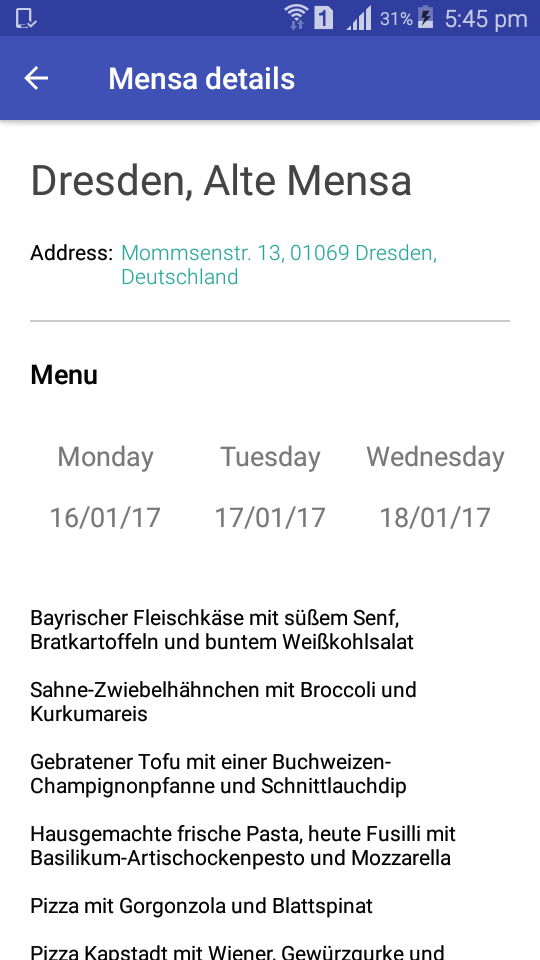 1 31% 5:45 pm
Mensa details
Dresden, Alte Mensa
Address: Mommsenstr. 13, 01069 Dresden,
Deutschland
Menu
Monday Tuesday Wednesday
16/01/17 17/01/17 18/01/17
Bayrischer Fleischkäse mit süßem Senf,
Bratkartoffeln und buntem Weißkohlsalat
Sahne-Zwiebelhähnchen mit Broccoli und
Kurkumareis
Gebratener Tofu mit einer Buchweizen-
Champignonpfanne und Schnittlauchdip
Hausgemachte frische Pasta, heute Fusilli mit
Basilikum-Artischockenpesto und Mozzarella
Pizza mit Gorgonzola und Blattspinat
Pizza Kapstadt mit Wiener, Gewürzgurke und